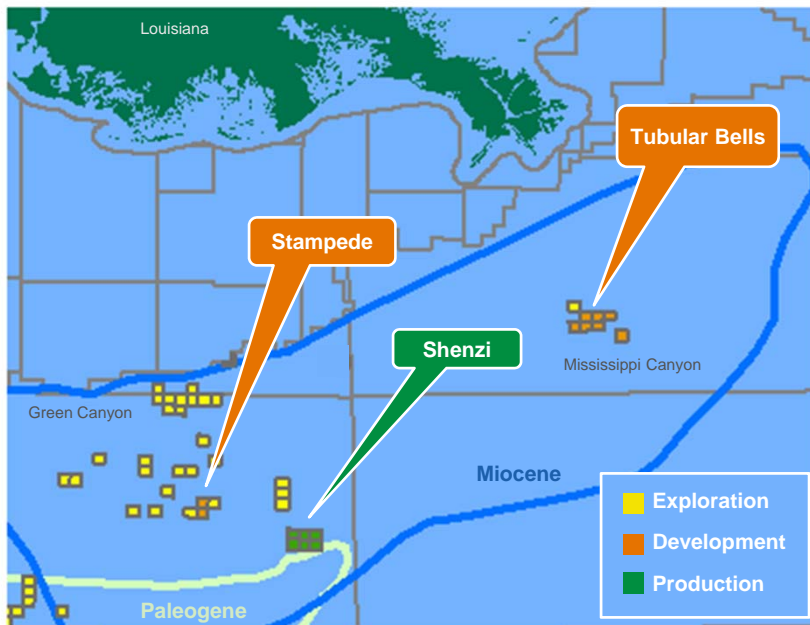 Louisiana
Tubular Bells
Stampede
Shenzi
Mississippi Canyon
Green Canyon
Miocene
Exploration
Development
Production
Paleogene